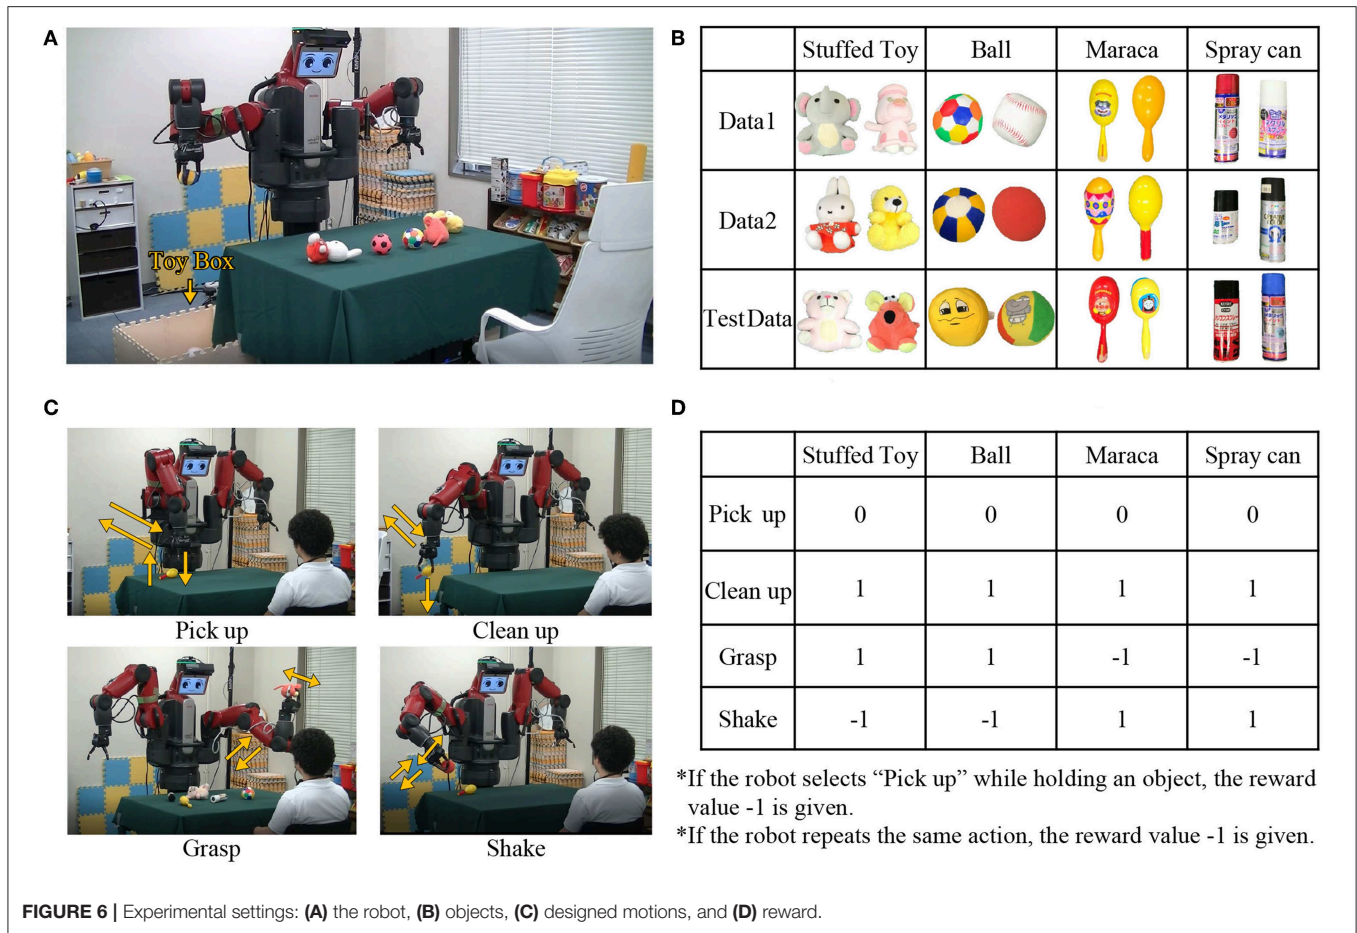 A
Toy Box
B
Stuffed Toy Ball Maraca Spray can
Data1
Data2
TestData
C
Pick up
Clean up
Grasp
Shake
D
Stuffed Toy Ball Maraca Spray can
Pick up 0 0 0 0
Clean up 1 1 1 1
Grasp 1 1 -1 -1
Shake -1 -1 1 1
*If the robot selects “Pick up” while holding an object, the reward
value -1 is given.
*If the robot repeats the same action, the reward value -1 is given.
FIGURE 6 | Experimental settings: (A) the robot, (B) objects, (C) designed motions, and (D) reward.